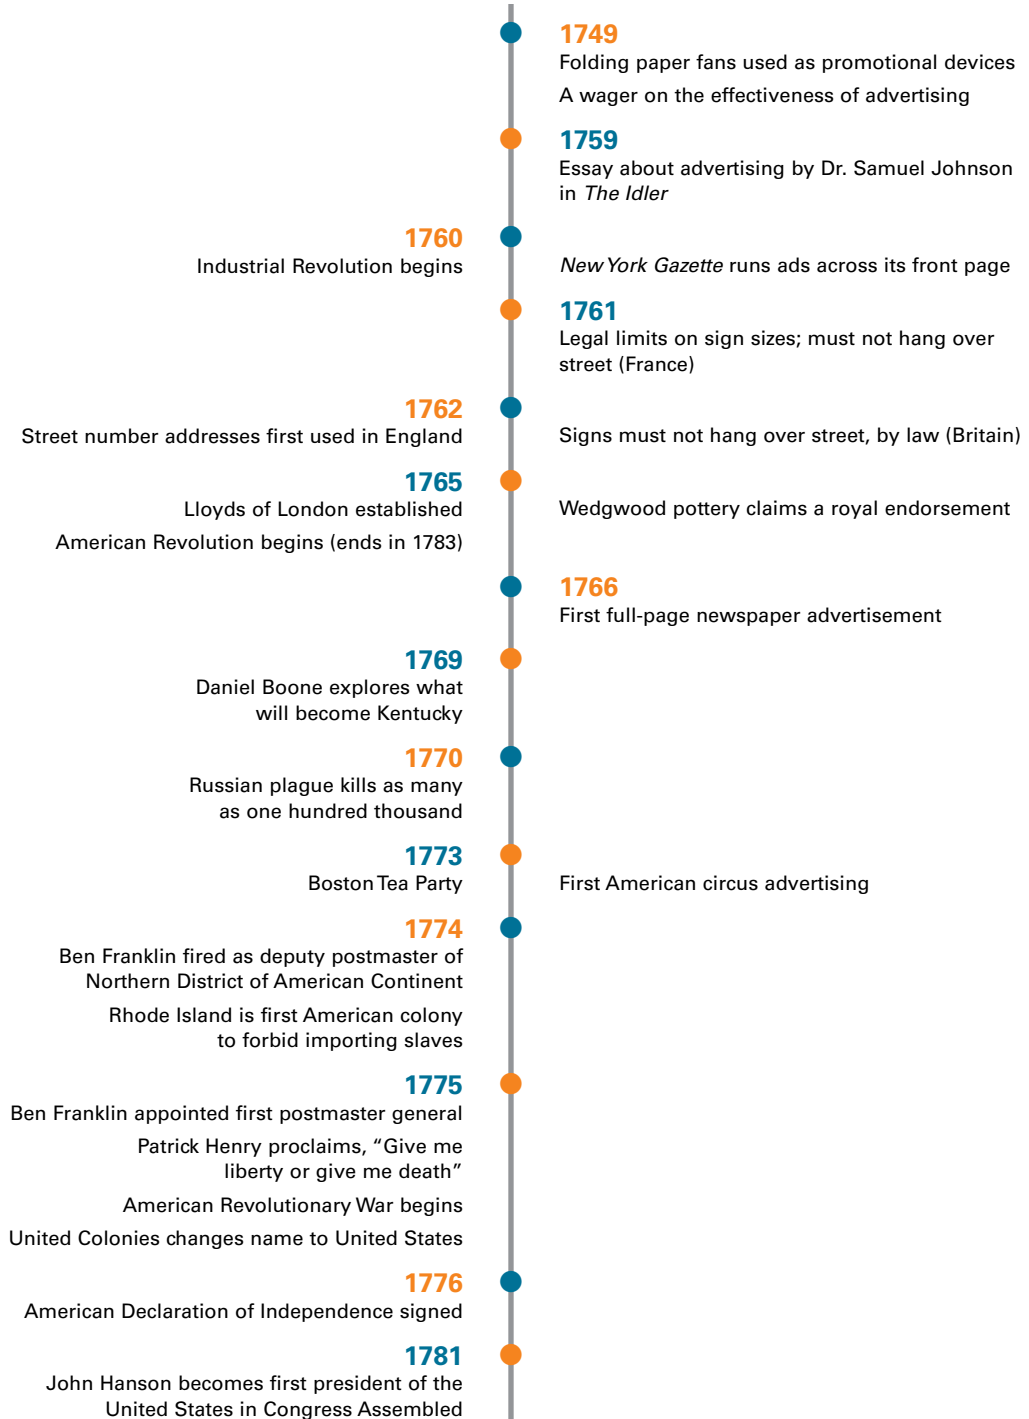 1749
Folding paper fans used as promotional devices
A wager on the effectiveness of advertising
1759
Essay about advertising by Dr. Samuel Johnson
in The Idler
1760
Industrial Revolution begins
New York Gazette runs ads across its front page
1761
Legal limits on sign sizes; must not hang over
street (France)
1762
Street number addresses first used in England
Signs must not hang over street, by law (Britain)
1765
Lloyds of London established
Wedgwood pottery claims a royal endorsement
American Revolution begins (ends in 1783)
1766
First full-page newspaper advertisement
1769
Daniel Boone explores what
will become Kentucky
1770
Russian plague kills as many
as one hundred thousand
1773
Boston Tea Party
First American circus advertising
1774
Ben Franklin fired as deputy postmaster of
Northern District of American Continent
Rhode Island is first American colony
to forbid importing slaves
1775
Ben Franklin appointed first postmaster general
Patrick Henry proclaims, “Give me
liberty or give me death”
American Revolutionary War begins
United Colonies changes name to United States
1776
American Declaration of Independence signed
1781
John Hanson becomes first president of the
United States in Congress Assembled